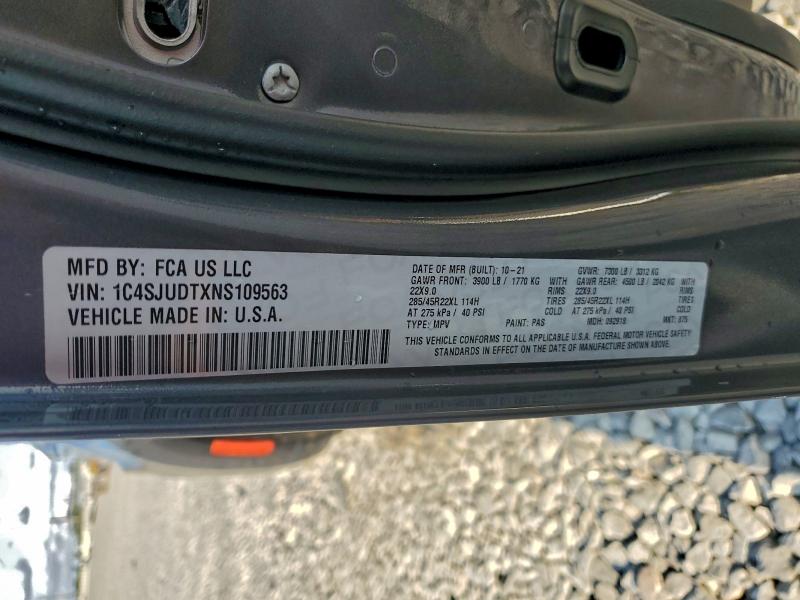 MFD BY: FCA US LLC
VIN: 1C4SJUDTXNS109563
VEHICLE MADE IN: U.S.A.
DATE OF MFR (BUILT): 10-21 GVWR: 7300 LB / 3312 KG
GAWR FRONT: 3900 LB / 1770 KG WITH GAWR REAR: 4500 LB / 2042 KG WITH
22X9.0 RIMS 22X9.0 RIMS
285/45R22XL 114H TIRES 285/45R22XL 114H TIRES
AT 275 kPa / 40 PSI COLD AT 275 kPa / 40 PSI COLD
TYPE: MPV PAINT: PAS MDH: 092918 MKT: 875
THIS VEHICLE CONFORMS TO ALL APPLICABLE U.S.A. FEDERAL MOTOR VEHICLE SAFETY
STANDARDS IN EFFECT ON THE DATE OF MANUFACTURE SHOWN ABOVE.